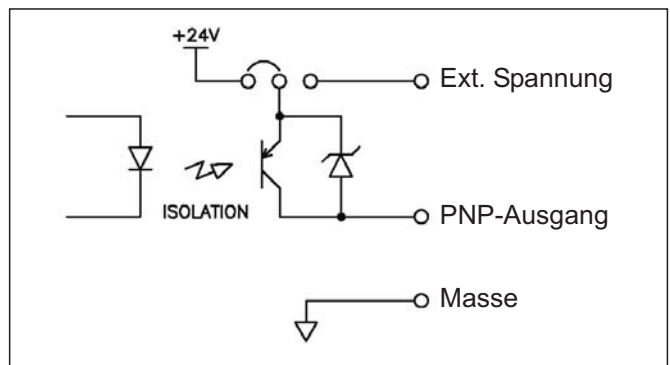 +24V
Ext. Spannung
ISOLATION
PNP-Ausgang
Masse